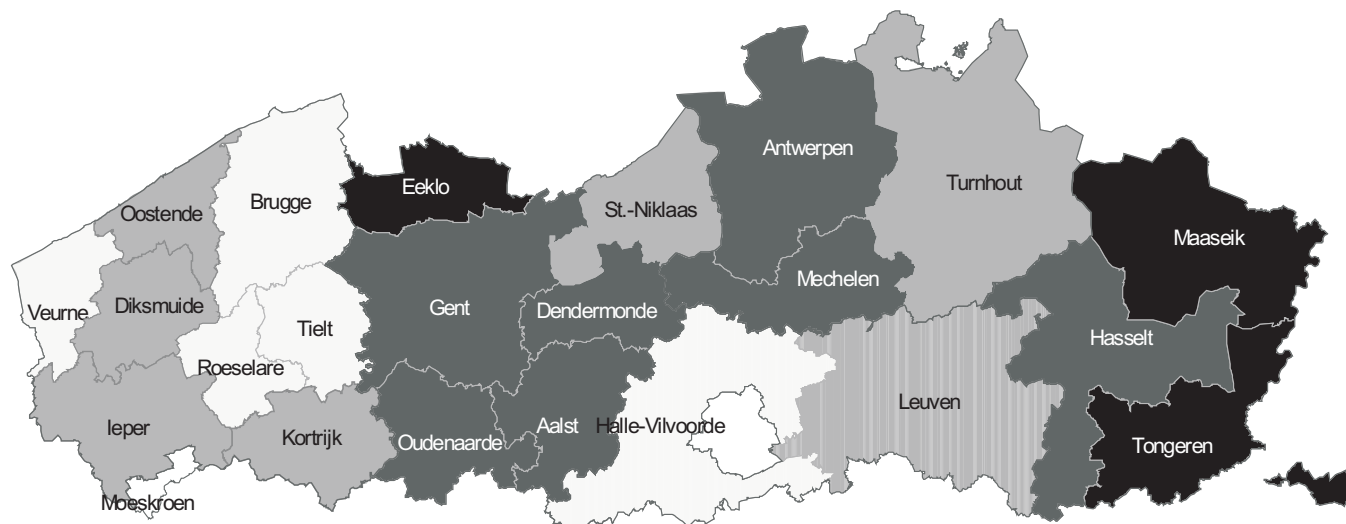 Antwerpen
Turnhout
Eeklo
Brugge
Oostende
St.-Niklaas
Maaseik
Mechelen
Veurne
Diksmuide
Gent
Dendermonde
Tielt
Hasselt
Roeselare
Leuven
Ieper
Kortrijk
Oudenaarde
Aalst
Halle-Vilvoorde
Tongeren
Moeskroen